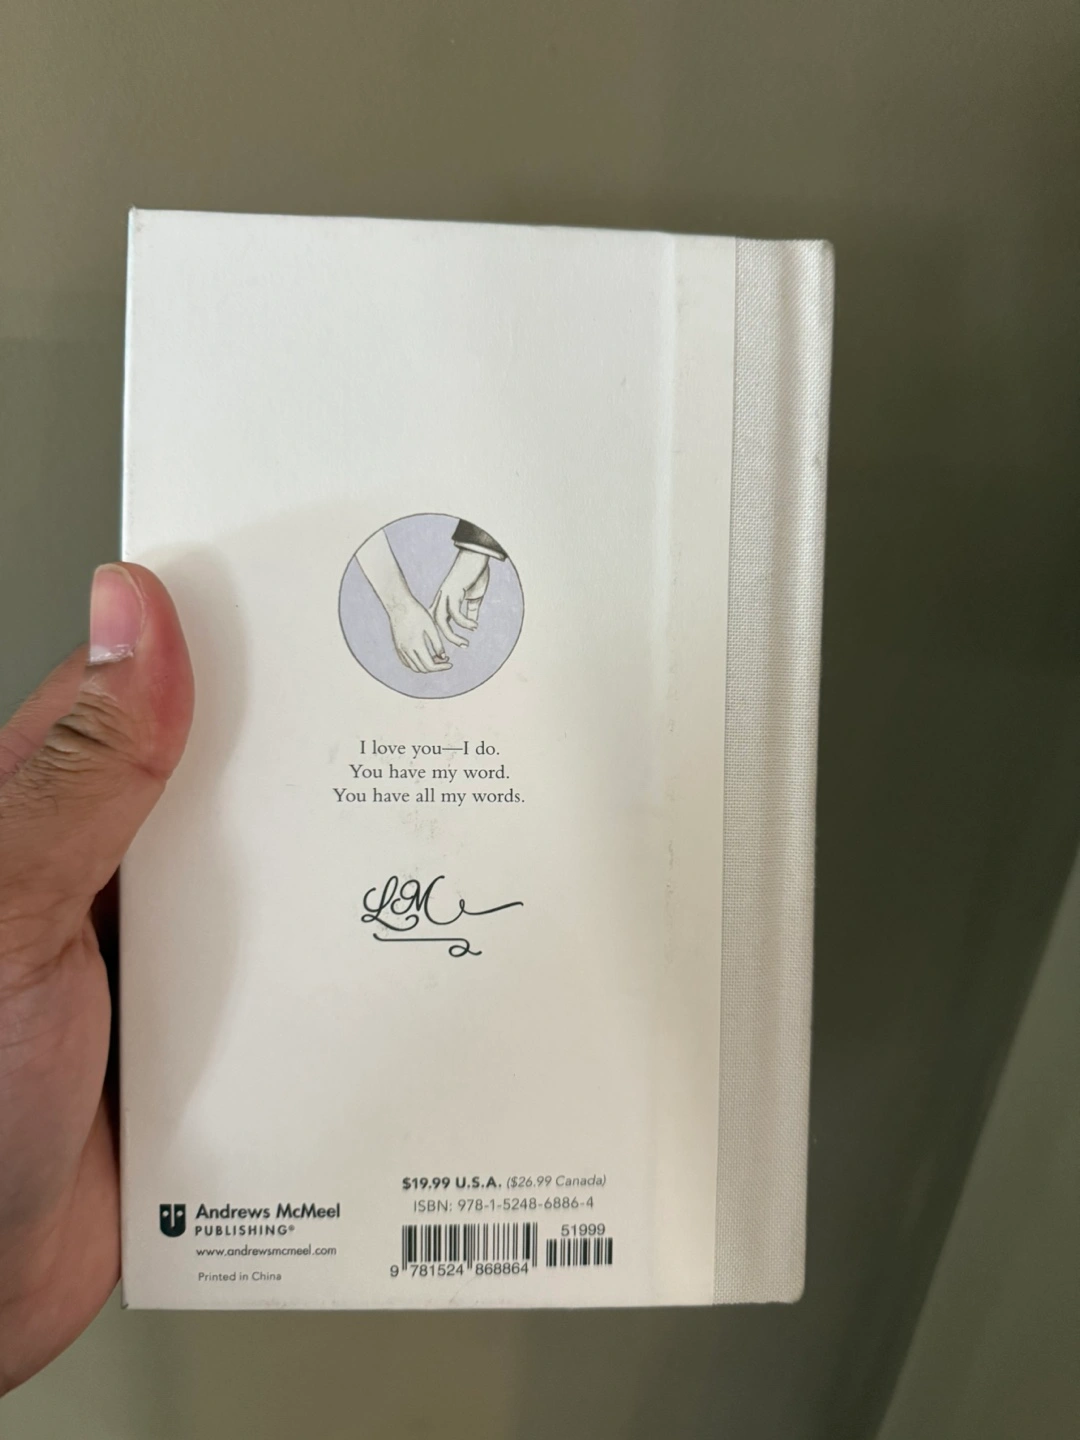 I love you—I do.
You have my word.
You have all my words.
LM
$19.99 U.S.A. ($26.99 Canada)
ISBN: 978-1-5248-6886-4
51999
9 781524 868864
Andrews McMeel
PUBLISHING®
www.andrewsmcmeel.com
Printed in China